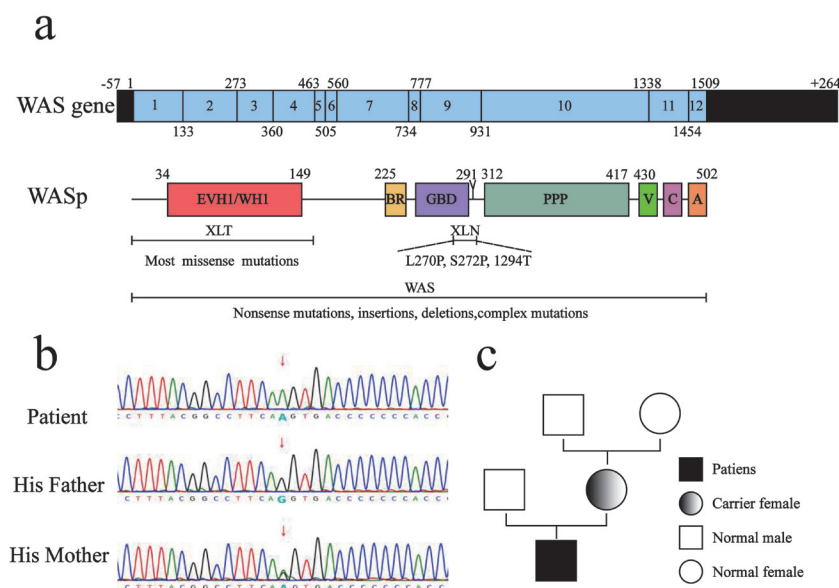 a
-57 1 273 463 560 777 1338 1509 +264
WAS gene 1 2 3 4 5 6 7 8 9 10 11 12
133 360 505 734 931 1454
34 149 225 291 312 417 430 502
WASp EVH1/WH1 BR GBD V PPP V C A
XLT XLN
Most missense mutations L270P, S272P, 1294T
WAS
Nonsense mutations, insertions, deletions,complex mutations
b
Patient
C C T T T A C G G C C T T C A A G T G A C C C C C C C A C C
His Father
C T T T A C G G C C T T C A G G T G A C C C C C C C A C C
His Mother
C T T T A C G G C C T T C A A G T G A C C C C C C C A C C
c
Patiens
Carrier female
Normal male
Normal female